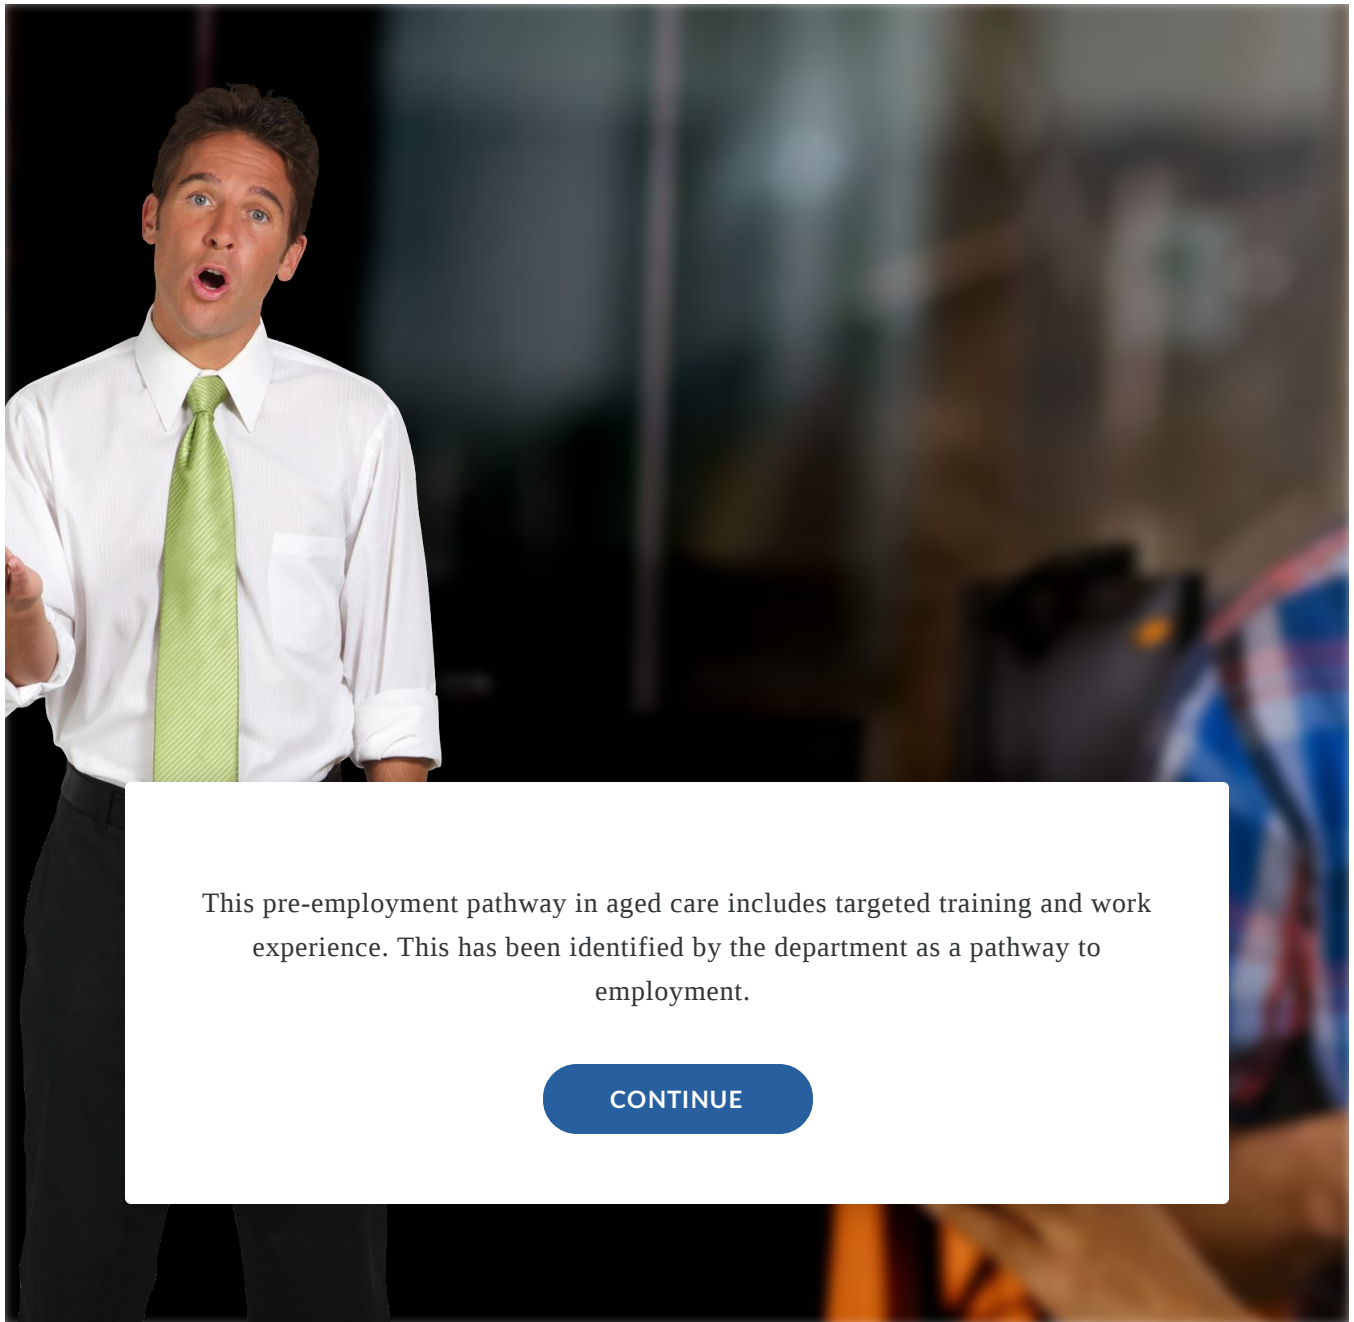 This pre-employment pathway in aged care includes targeted training and work
experience. This has been identified by the department as a pathway to
employment.
CONTINUE